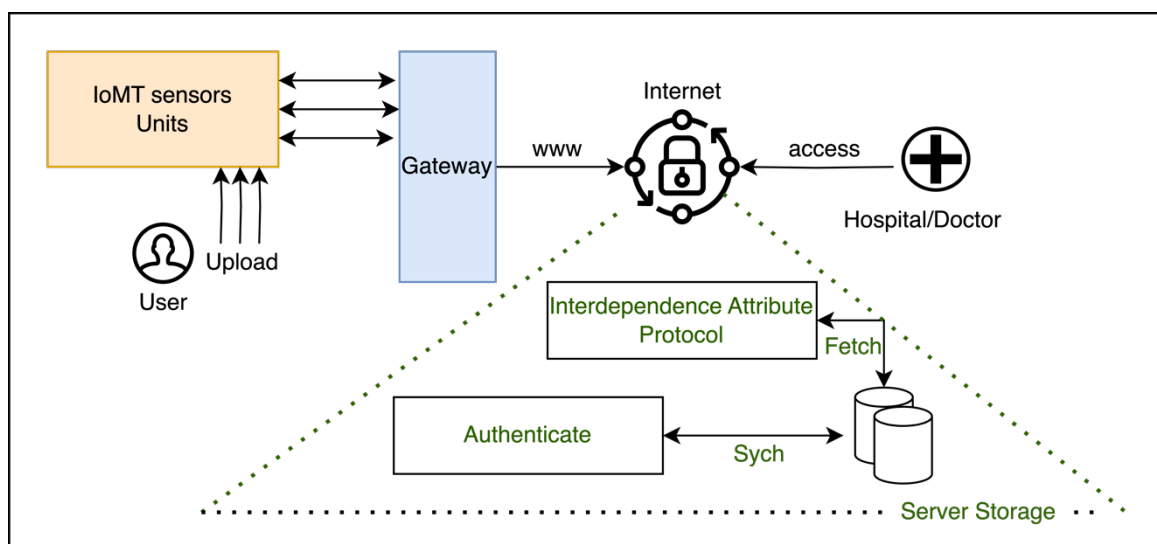 IoMT sensors
Units
Gateway
www
Internet
access
Hospital/Doctor
Upload
User
Interdependence Attribute
Protocol
Fetch
Authenticate
Sych
Server Storage